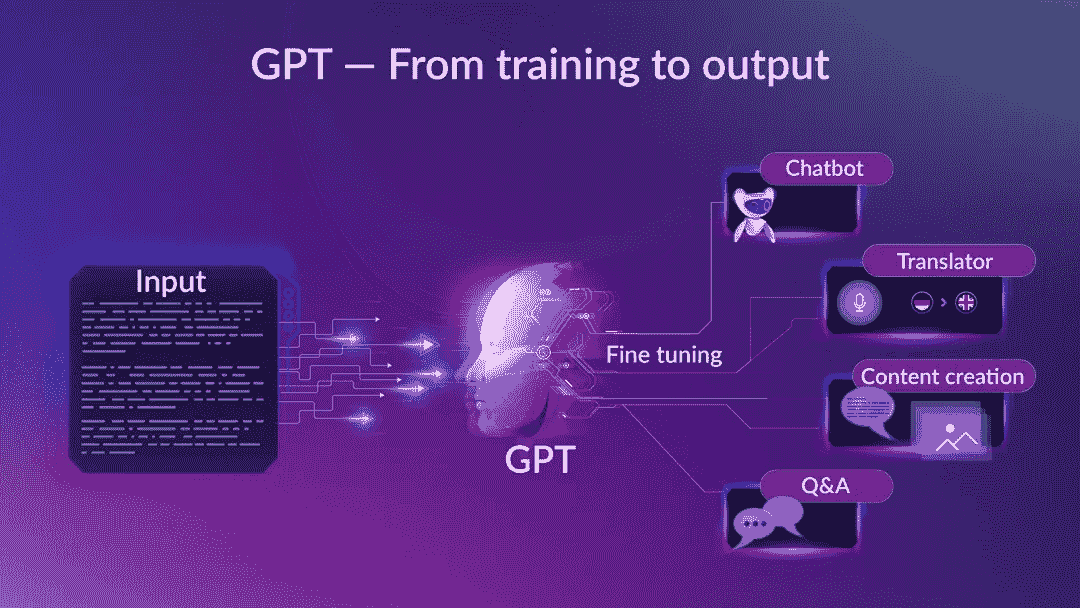 GPT — From training to output
Chatbot
Translator
Input
Fine tuning
Content creation
GPT
Q&A